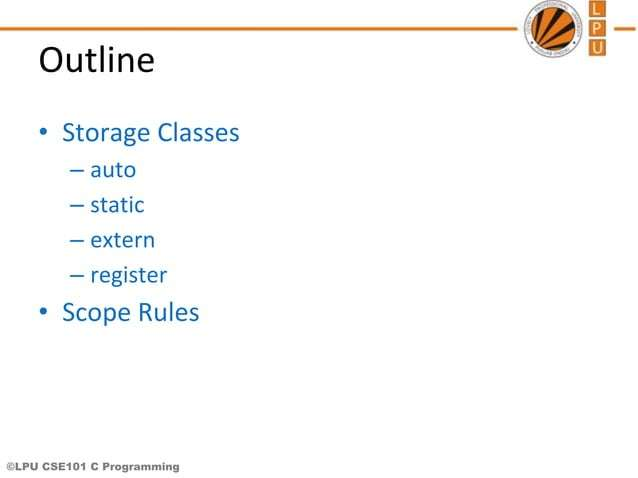 L
P
U
Outline
• Storage Classes
– auto
– static
– extern
– register
• Scope Rules
©LPU CSE101 C Programming